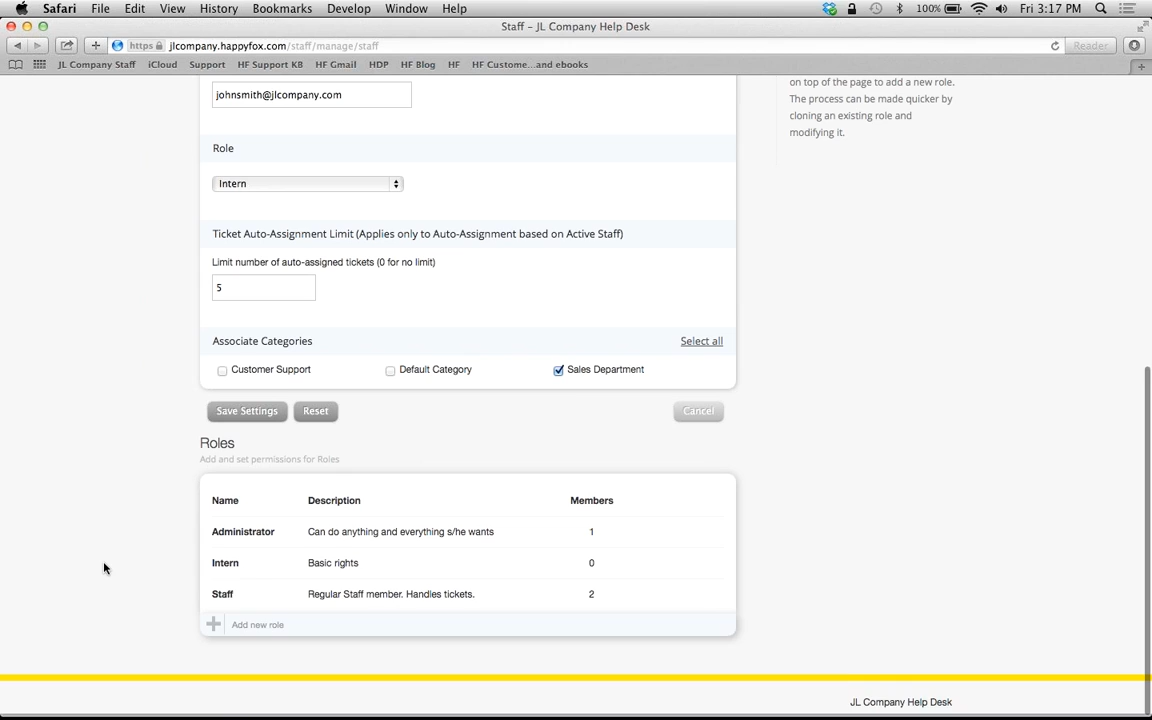 Safari File Edit View History Bookmarks Develop Window Help 100% Fri 3:17 PM
Staff – JL Company Help Desk
https jlcompany.happyfox.com/staff/manage/staff Reader
JL Company Staff iCloud Support HF Support KB HF Gmail HDP HF Blog HF HF Custome...and ebooks
on top of the page to add a new role.
The process can be made quicker by
cloning an existing role and
modifying it.
johnsmith@jlcompany.com
Role
Intern
Ticket Auto-Assignment Limit (Applies only to Auto-Assignment based on Active Staff)
Limit number of auto-assigned tickets (0 for no limit)
5
Associate Categories Select all
Customer Support Default Category Sales Department
Save Settings Reset Cancel
Roles
Add and set permissions for Roles
Name Description Members
Administrator Can do anything and everything s/he wants 1
Intern Basic rights 0
Staff Regular Staff member. Handles tickets. 2
Add new role
JL Company Help Desk